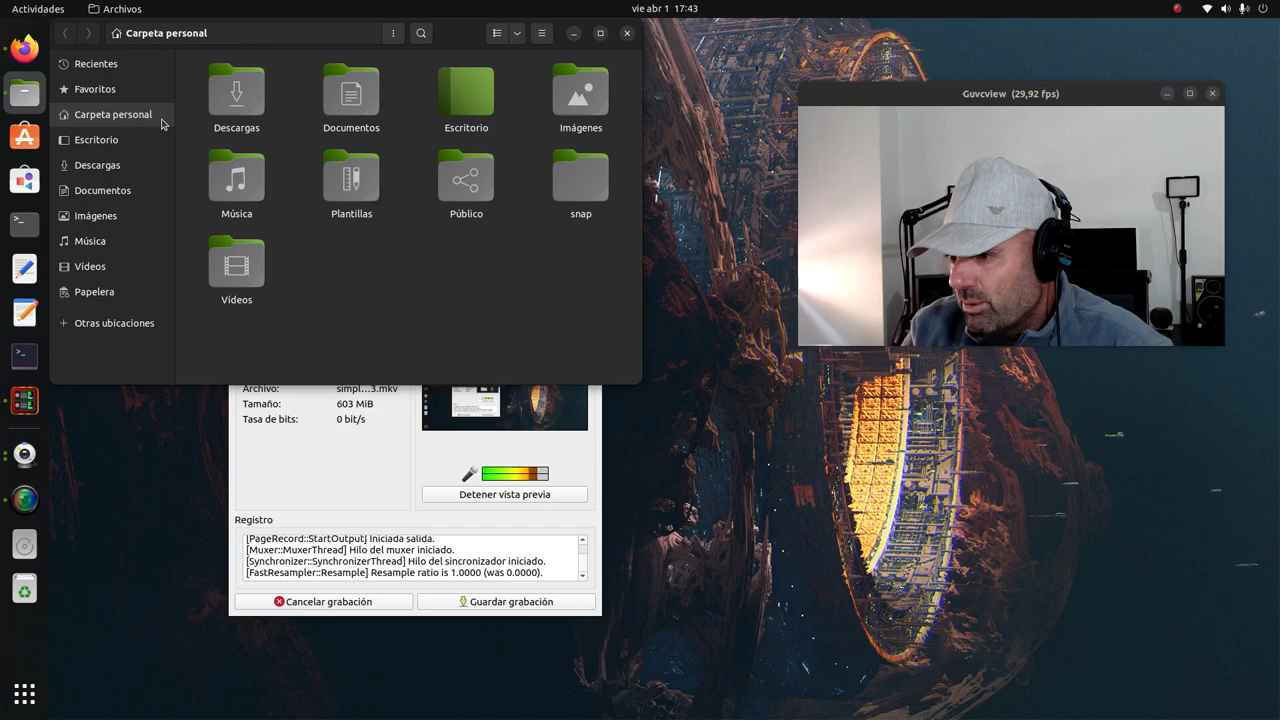 Actividades Archivos vie abr 1 17:43
Carpeta personal
Recientes
Favoritos
Carpeta personal
Escritorio
Descargas
Documentos
Imágenes
Música
Vídeos
Papelera
Otras ubicaciones
Descargas Documentos Escritorio Imágenes
Música Plantillas Público snap
Vídeos
Guvcview (29,92 fps)
Archivo: simpl...3.mkv
Tamaño: 603 MiB
Tasa de bits: 0 bit/s
Detener vista previa
Registro
[PageRecord::StartOutput] Iniciada salida.
[Muxer::MuxerThread] Hilo del muxer iniciado.
[Synchronizer::SynchronizerThread] Hilo del sincronizador iniciado.
[FastResampler::Resample] Resample ratio is 1.0000 (was 0.0000).
Cancelar grabación Guardar grabación